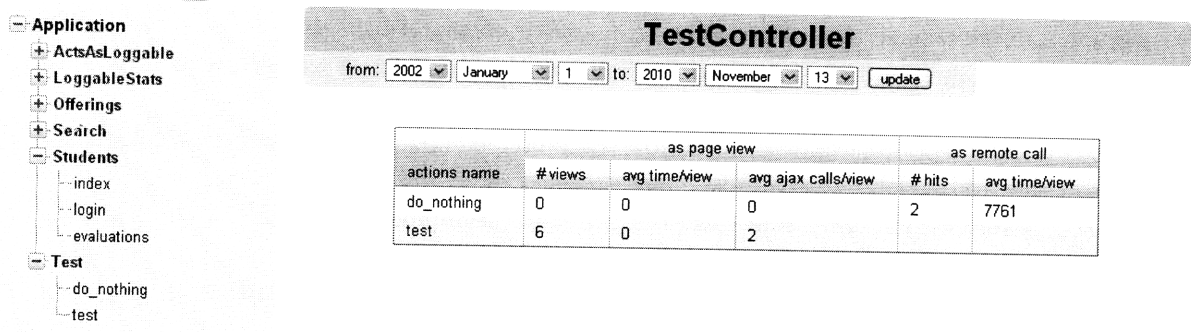 Application
ActsAsLoggable
LoggableStats
Offerings
Search
Students
index
login
evaluations
Test
do_nothing
test
TestController
from: 2002 January 1 to: 2010 November 13 update
as page view as remote call
actions name # views avg time/view avg ajax calls/view # hits avg time/view
do_nothing 0 0 0 2 7761
test 6 0 2